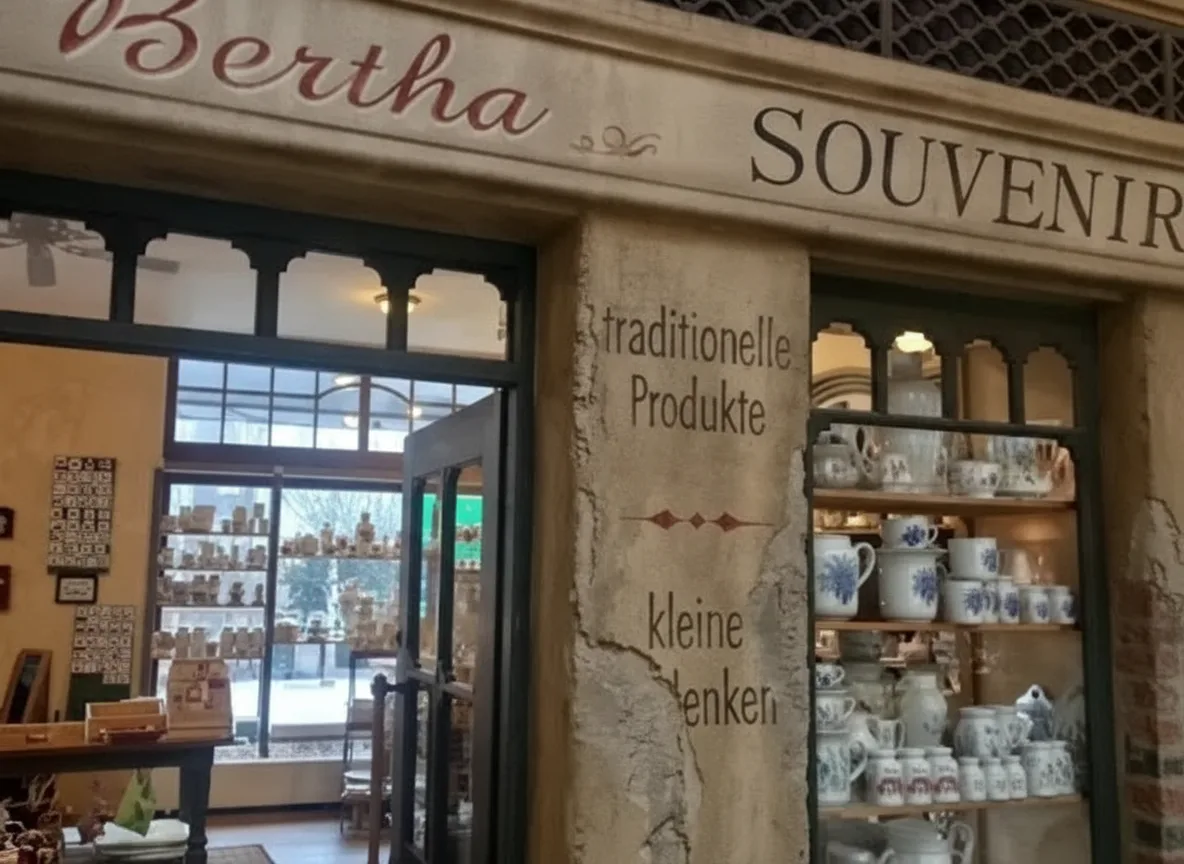 Bertha
SOUVENIR
traditionelle
Produkte
kleine
enken